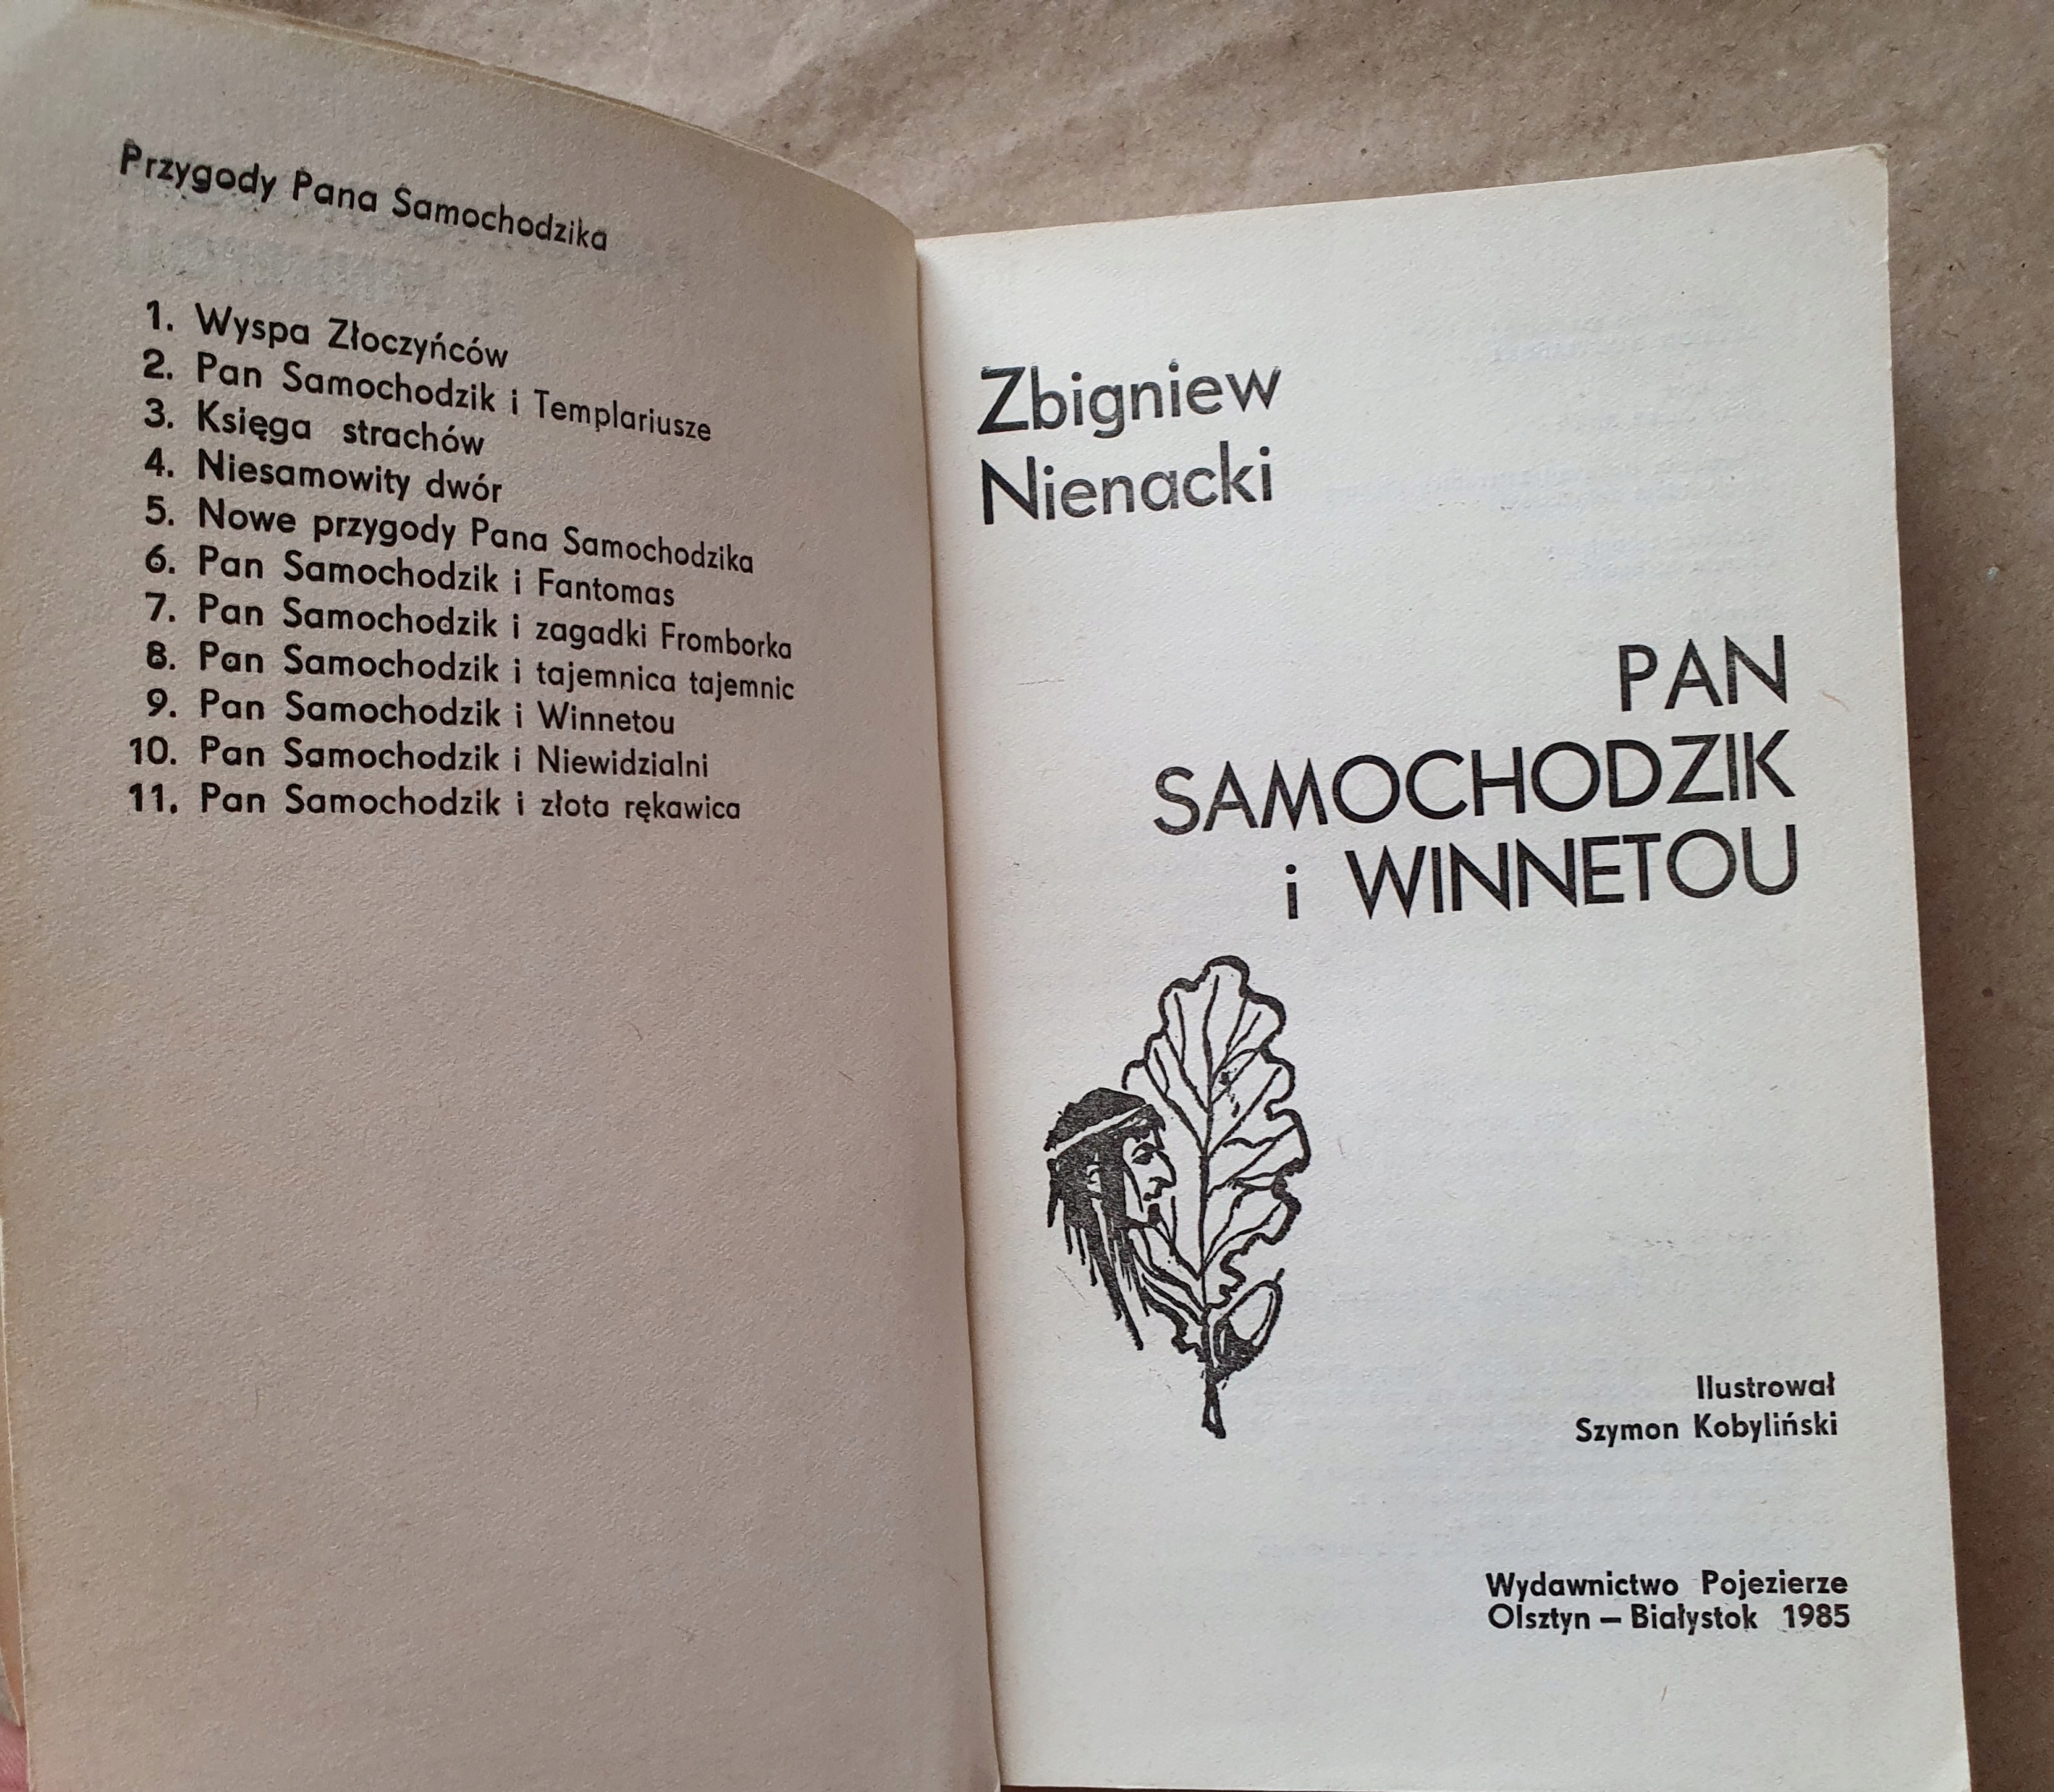 Przygody Pana Samochodzika
1. Wyspa Złoczyńców
2. Pan Samochodzik i Templariusze
3. Księga strachów
4. Niesamowity dwór
5. Nowe przygody Pana Samochodzika
6. Pan Samochodzik i Fantomas
7. Pan Samochodzik i zagadki Fromborka
8. Pan Samochodzik i tajemnica tajemnic
9. Pan Samochodzik i Winnetou
10. Pan Samochodzik i Niewidzialni
11. Pan Samochodzik i złota rękawica
Zbigniew
Nienacki
PAN
SAMOCHODZIK
i WINNETOU
Ilustrował
Szymon Kobyliński
Wydawnictwo Pojezierze
Olsztyn – Białystok 1985